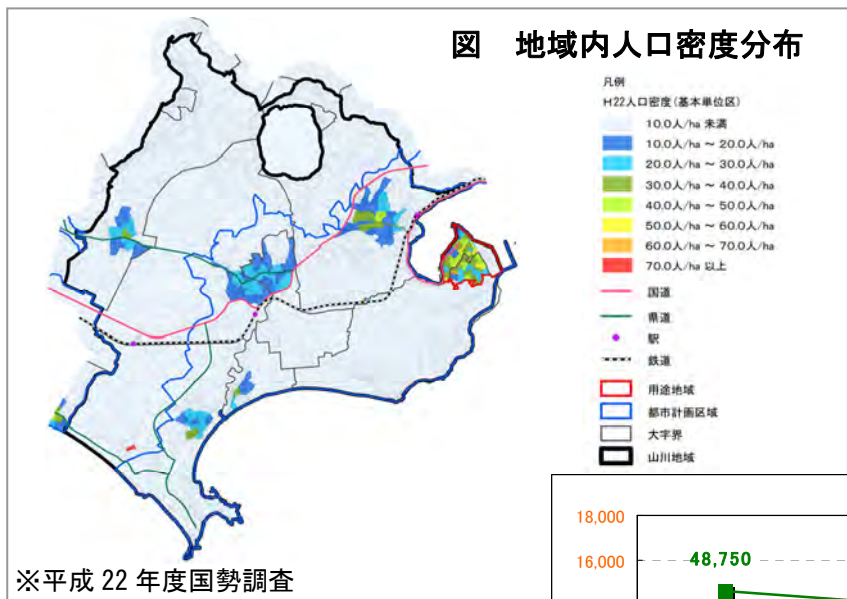 図　地域内人口密度分布
凡例
H22人口密度(基本単位区)
10.0人/ha 未満
10.0人/ha ～ 20.0人/ha
20.0人/ha ～ 30.0人/ha
30.0人/ha ～ 40.0人/ha
40.0人/ha ～ 50.0人/ha
50.0人/ha ～ 60.0人/ha
60.0人/ha ～ 70.0人/ha
70.0人/ha 以上
国道
県道
駅
鉄道
用途地域
都市計画区域
大字界
山川地域
18,000
16,000
48,750
※平成 22 年度国勢調査